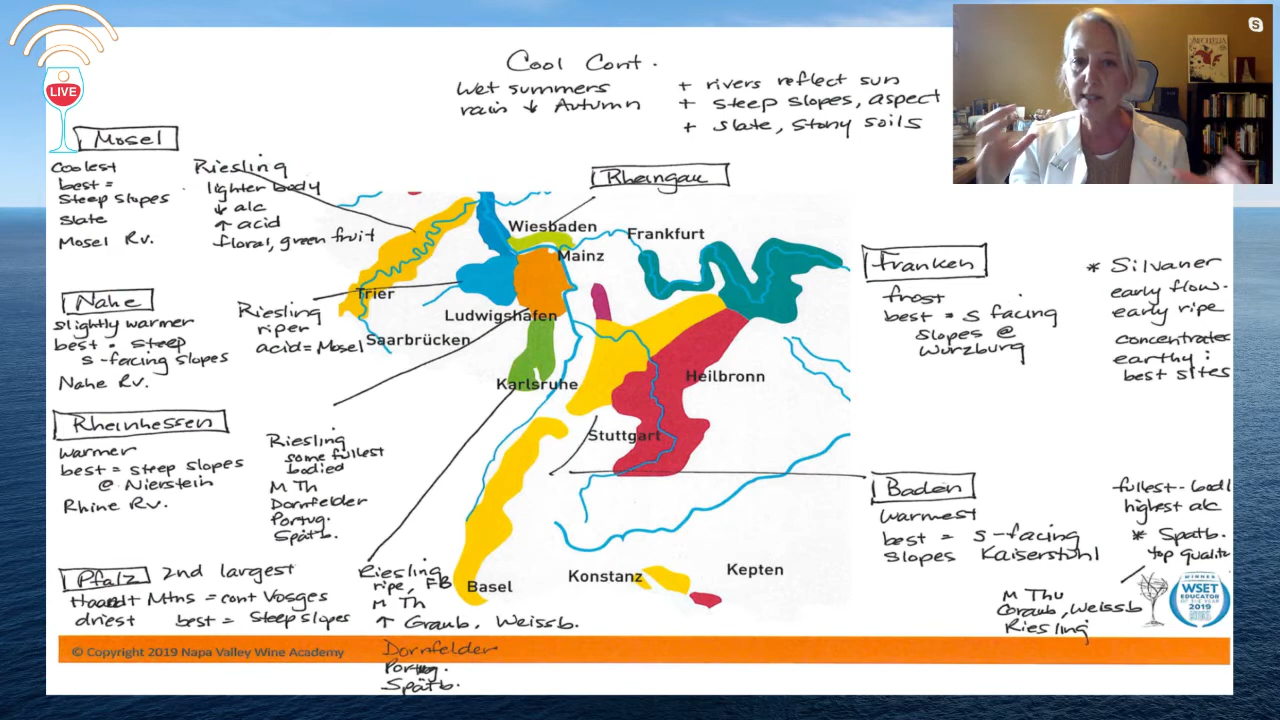 LIVE
Cool Cont.
wet summers
rain ↓ Autumn
+ rivers reflect sun
+ steep slopes, aspect
+ slate, stony soils
Mosel
coolest
best =
steep slopes
slate
Mosel Rv.
Riesling
lighter body
↓ alc
↑ acid
floral, green fruit
Rheingau
Wiesbaden
Frankfurt
Mainz
Trier
Ludwigshafen
Saarbrücken
Karlsruhe
Heilbronn
Stuttgart
Basel
Konstanz
Kepten
Nahe
slightly warmer
best = steep
s-facing slopes
Nahe Rv.
Riesling
riper
acid = Mosel
Franken
frost
best = s facing
slopes @
Würzburg
* Silvaner
early flow.
early ripe
concentrated
earthy :
best sites
Rheinhessen
warmer
best = steep slopes
@ Nierstein
Rhine Rv.
Riesling
some fullest
bodied
M Th
Dornfelder
Portug.
Spätb.
Baden
warmest
best = s-facing
slopes Kaiserstuhl
fullest-bodi
highest alc
* Spatb.
top quality
M Thu
Graub, Weissb
Riesling
Pfalz 2nd largest
Haardt Mtns = cont Vosges
driest best = steep slopes
Riesling
ripe, FB
M Th
↑ Graub, Weissb.
Dornfelder
Portug.
Spätb.
WINNER
WSET
EDUCATOR
OF THE YEAR
2019
© Copyright 2019 Napa Valley Wine Academy